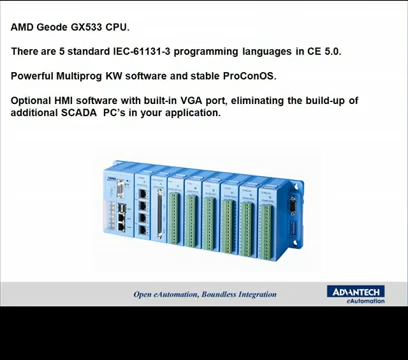 AMD Geode GX533 CPU.
There are 5 standard IEC-61131-3 programming languages in CE 5.0.
Powerful Multiprog KW software and stable ProConOS.
Optional HMI software with built-in VGA port, eliminating the build-up of
additional SCADA PC's in your application.
Open eAutomation, Boundless Integration
ADVANTECH
eAutomation